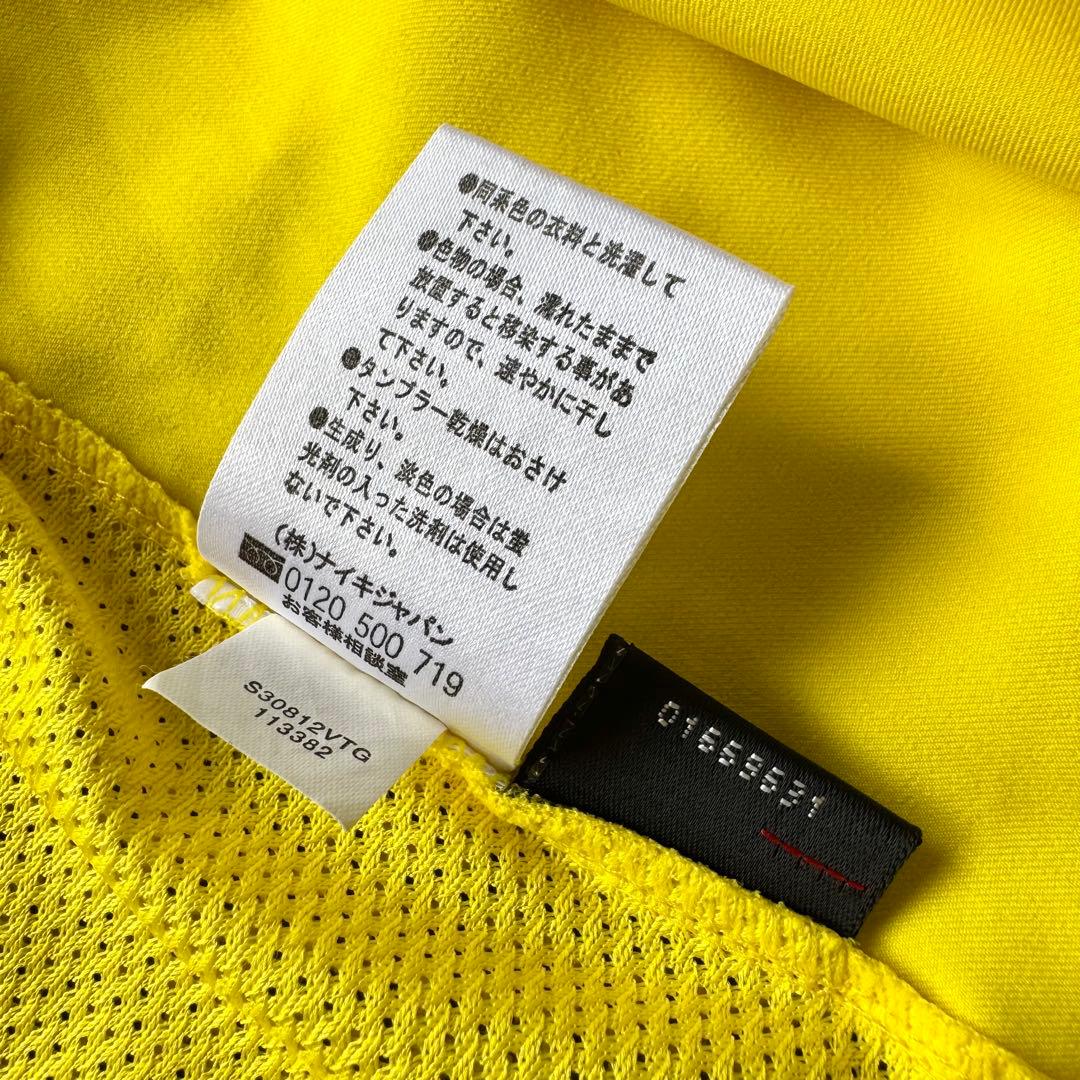 ●同系色の衣料と洗濯して
下さい。
●色物の場合、濡れたままで
放置すると移染する事があ
りますので、速やかに干し
て下さい。
●タンブラー乾燥はおさけ
下さい。
●生成り、淡色の場合は蛍
光剤の入った洗剤は使用し
ないで下さい。
(株)ナイキジャパン
0120 500 719
お客様相談室
S30812VTG
113382